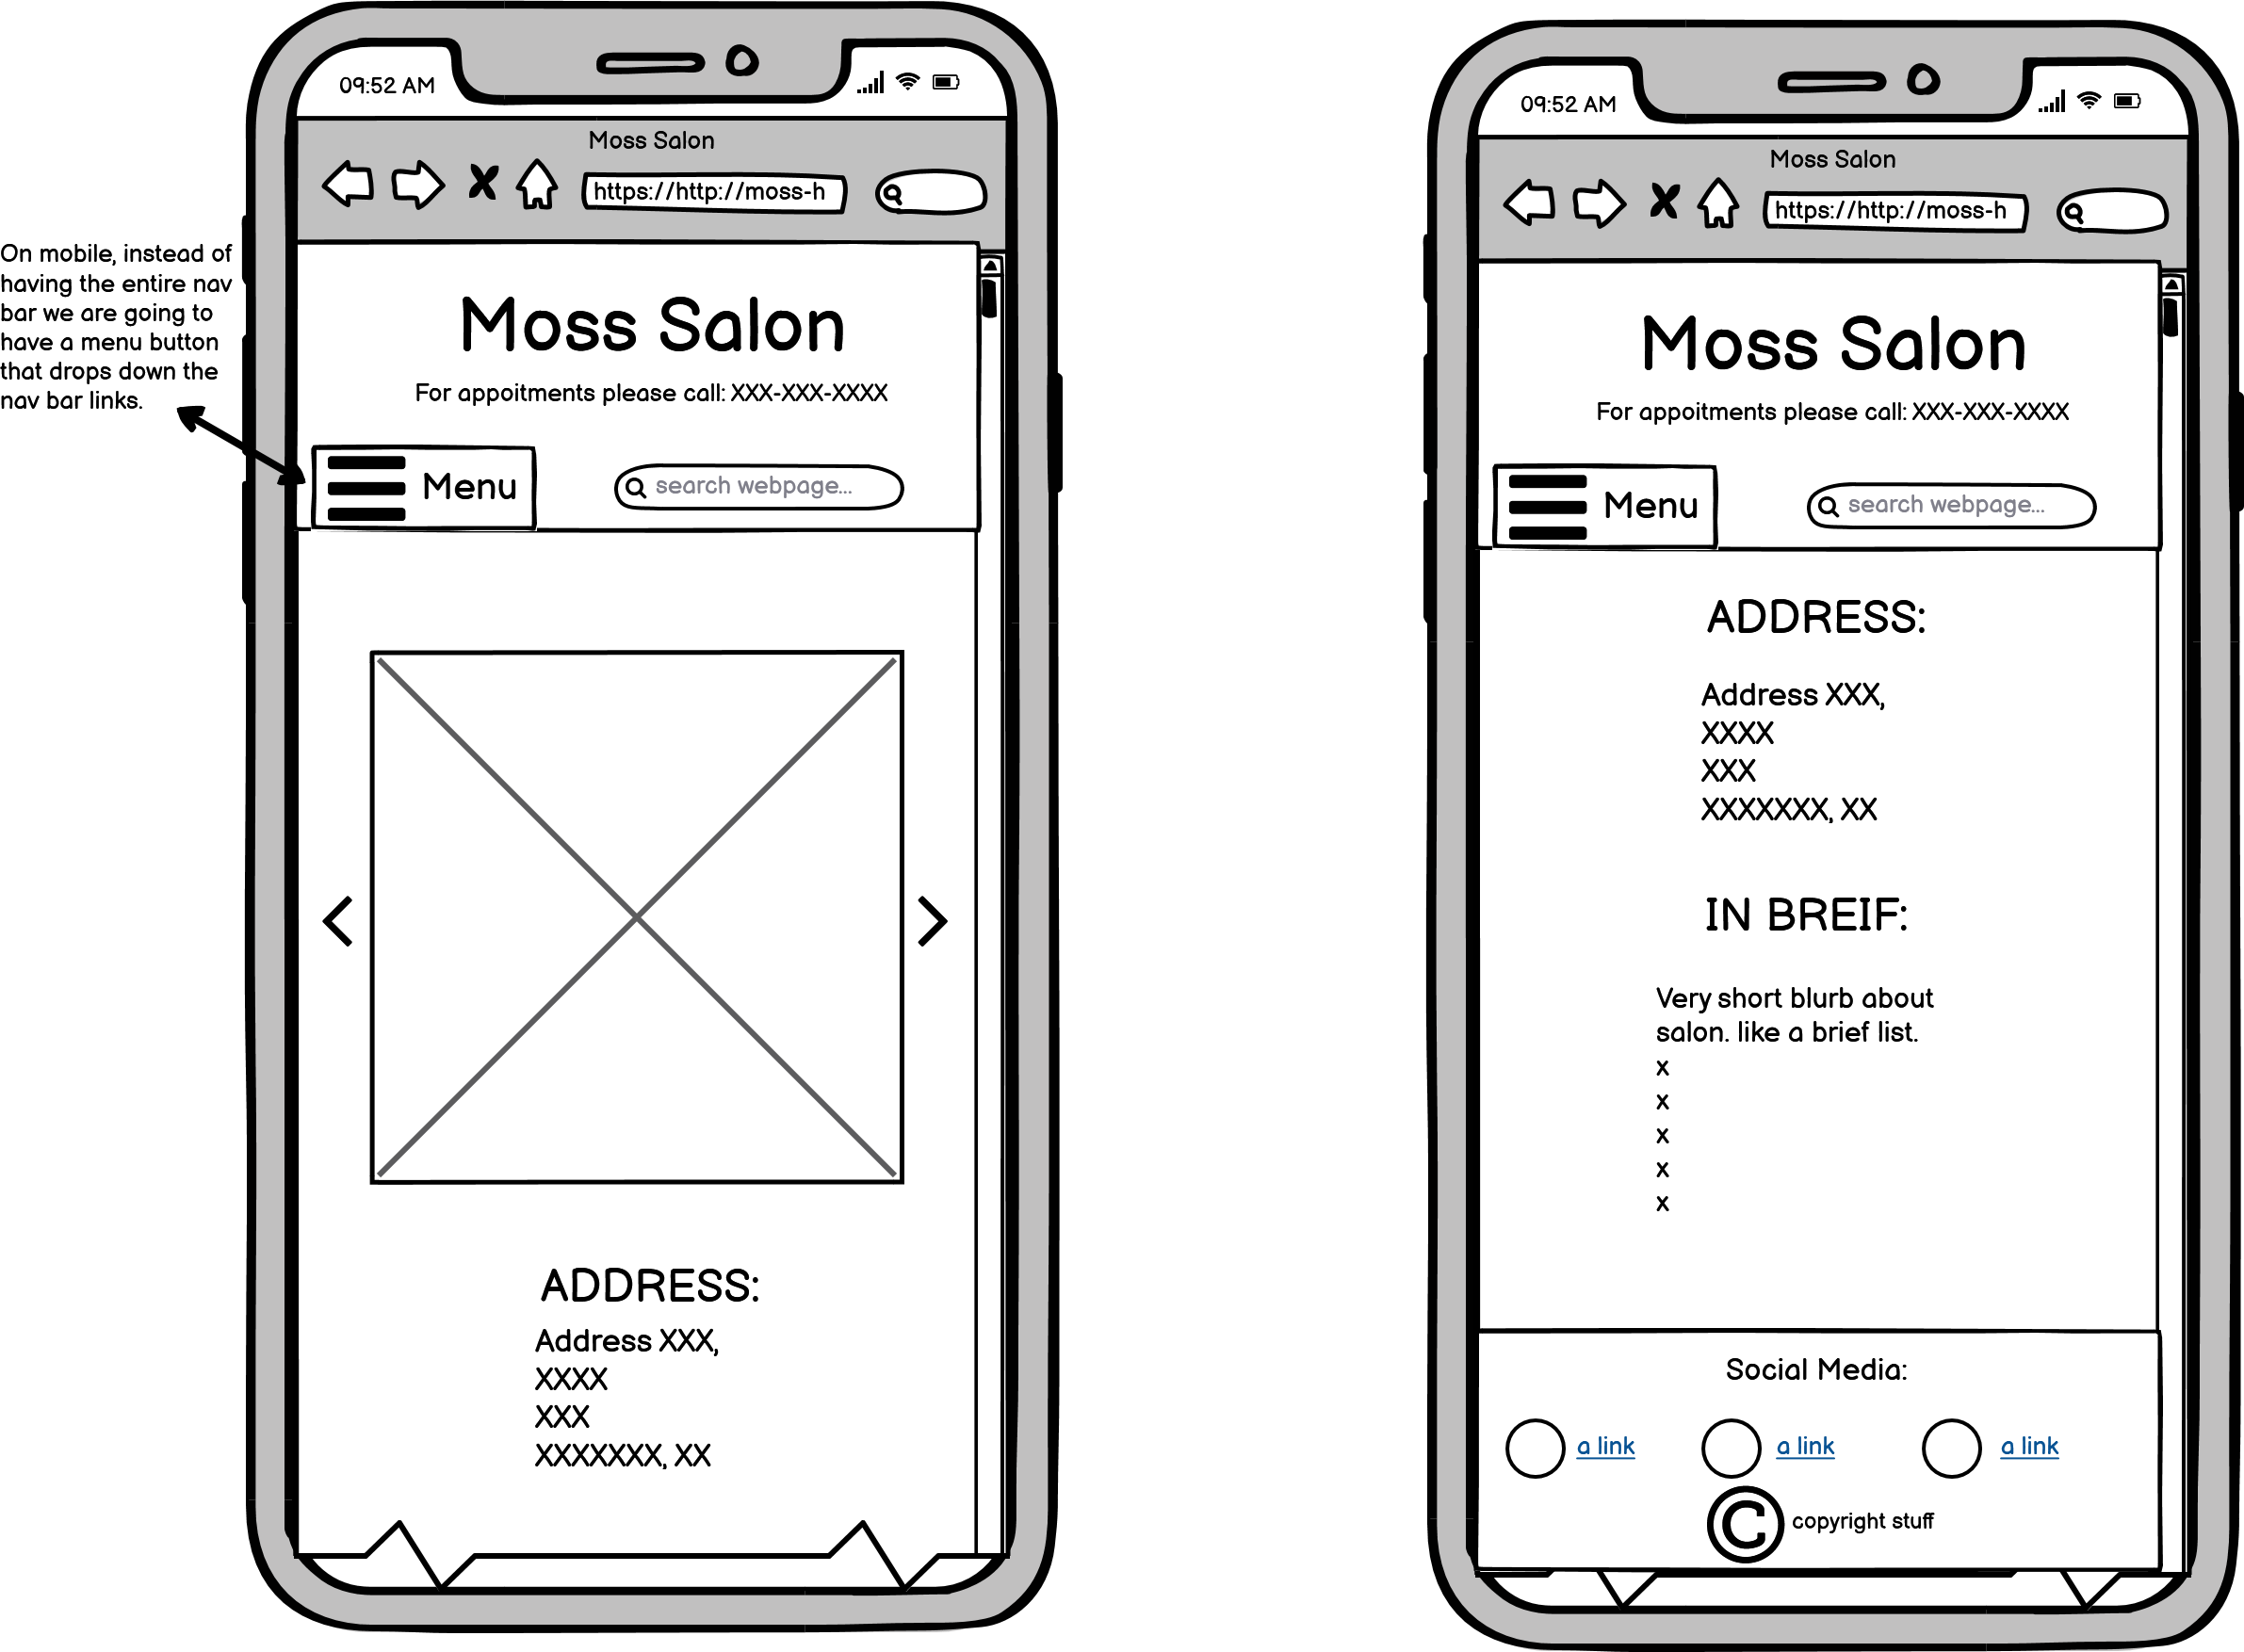 On mobile, instead of
having the entire nav
bar we are going to
have a menu button
that drops down the
nav bar links.
09:52 AM
Moss Salon
https://http://moss-h
Moss Salon
For appoitments please call: XXX-XXX-XXXX
Menu
search webpage...
ADDRESS:
Address XXX,
XXXX
XXX
XXXXXXX, XX
09:52 AM
Moss Salon
https://http://moss-h
Moss Salon
For appoitments please call: XXX-XXX-XXXX
Menu
search webpage...
ADDRESS:
Address XXX,
XXXX
XXX
XXXXXXX, XX
IN BREIF:
Very short blurb about
salon. like a brief list.
x
x
x
x
x
Social Media:
a link a link a link
© copyright stuff